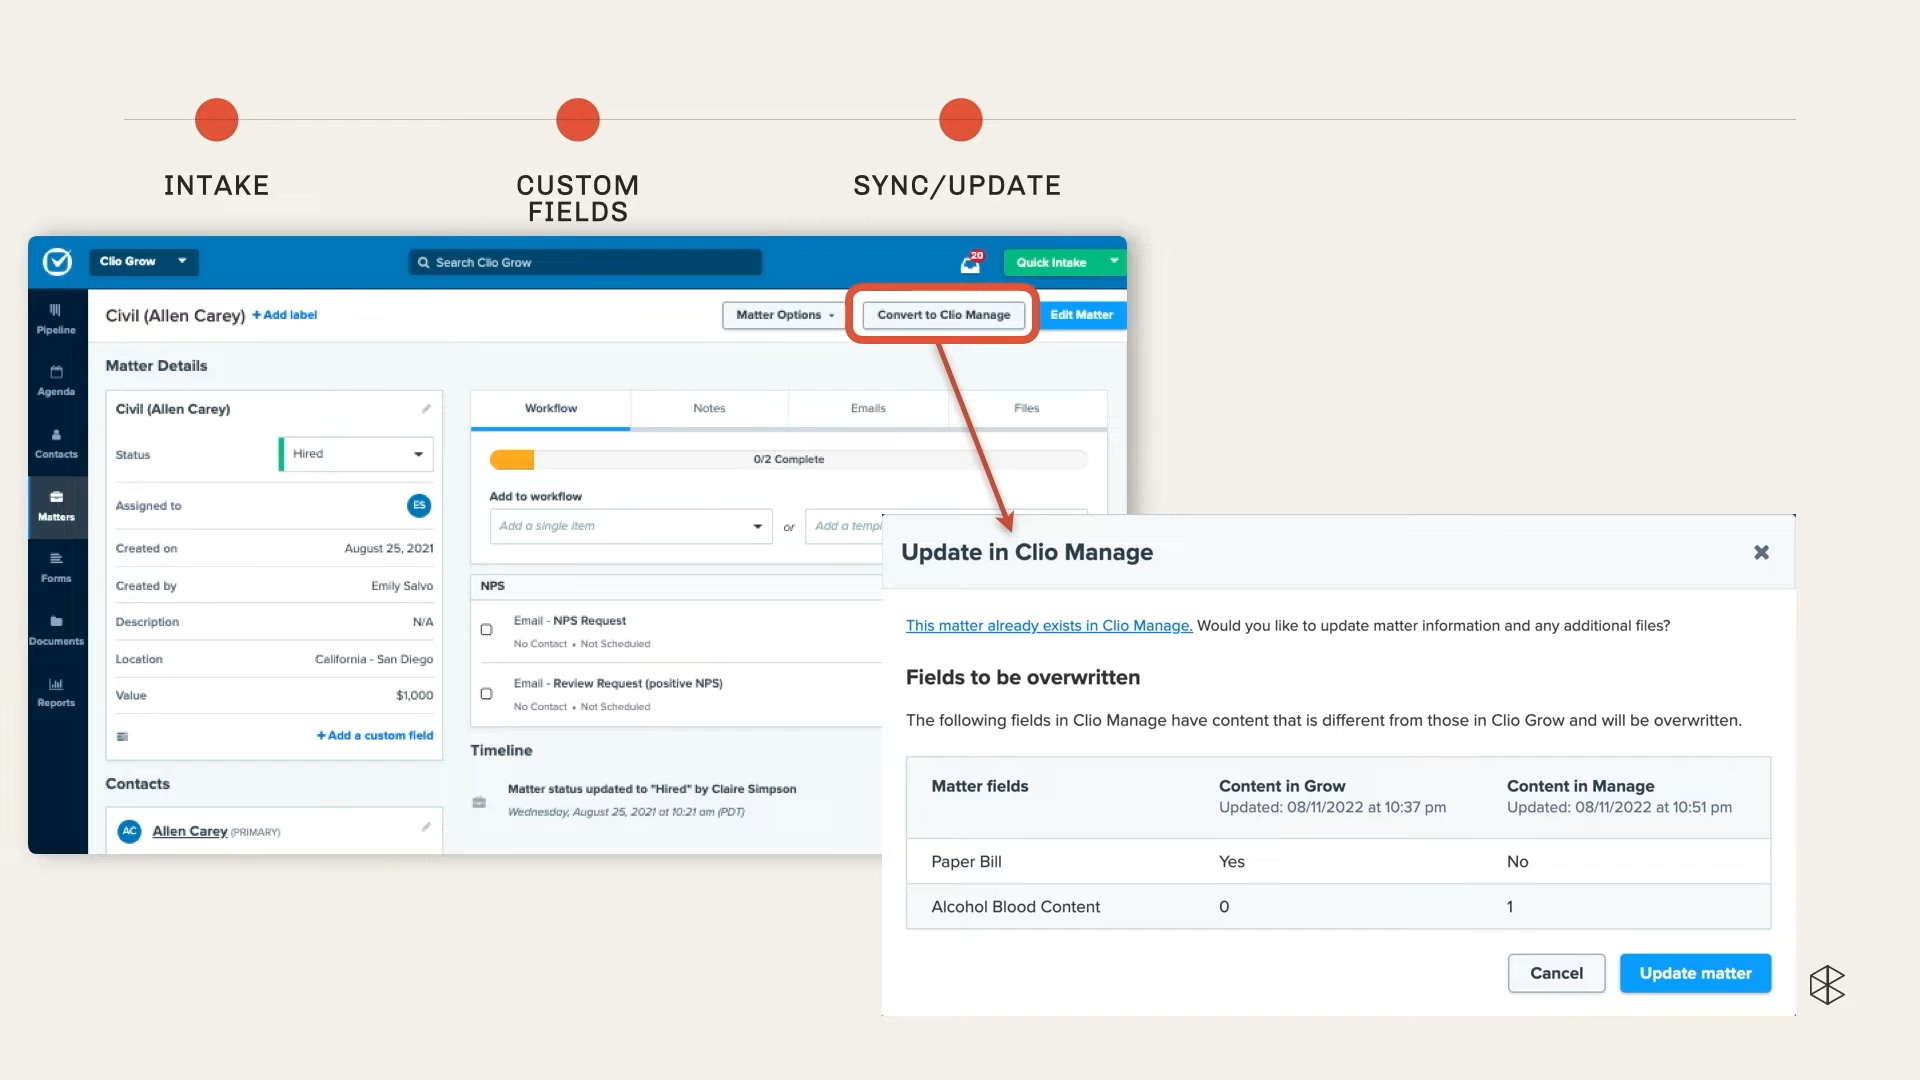 INTAKE
CUSTOM
FIELDS
SYNC/UPDATE
Clio Grow
Search Clio Grow
20
Quick Intake
Pipeline
Agenda
Contacts
Matters
Forms
Documents
Reports
Civil (Allen Carey) + Add label
Matter Options
Convert to Clio Manage
Edit Matter
Matter Details
Civil (Allen Carey)
Status Hired
Assigned to ES
Created on August 25, 2021
Created by Emily Salvo
Description N/A
Location California - San Diego
Value $1,000
+ Add a custom field
Contacts
AC Allen Carey (PRIMARY)
Workflow Notes Emails Files
0/2 Complete
Add to workflow
Add a single item or Add a templ
NPS
Email - NPS Request
No Contact • Not Scheduled
Email - Review Request (positive NPS)
No Contact • Not Scheduled
Timeline
Matter status updated to "Hired" by Claire Simpson
Wednesday, August 25, 2021 at 10:21 am (PDT)
Update in Clio Manage
This matter already exists in Clio Manage. Would you like to update matter information and any additional files?
Fields to be overwritten
The following fields in Clio Manage have content that is different from those in Clio Grow and will be overwritten.
Matter fields Content in Grow Content in Manage
Updated: 08/11/2022 at 10:37 pm Updated: 08/11/2022 at 10:51 pm
Paper Bill Yes No
Alcohol Blood Content 0 1
Cancel Update matter